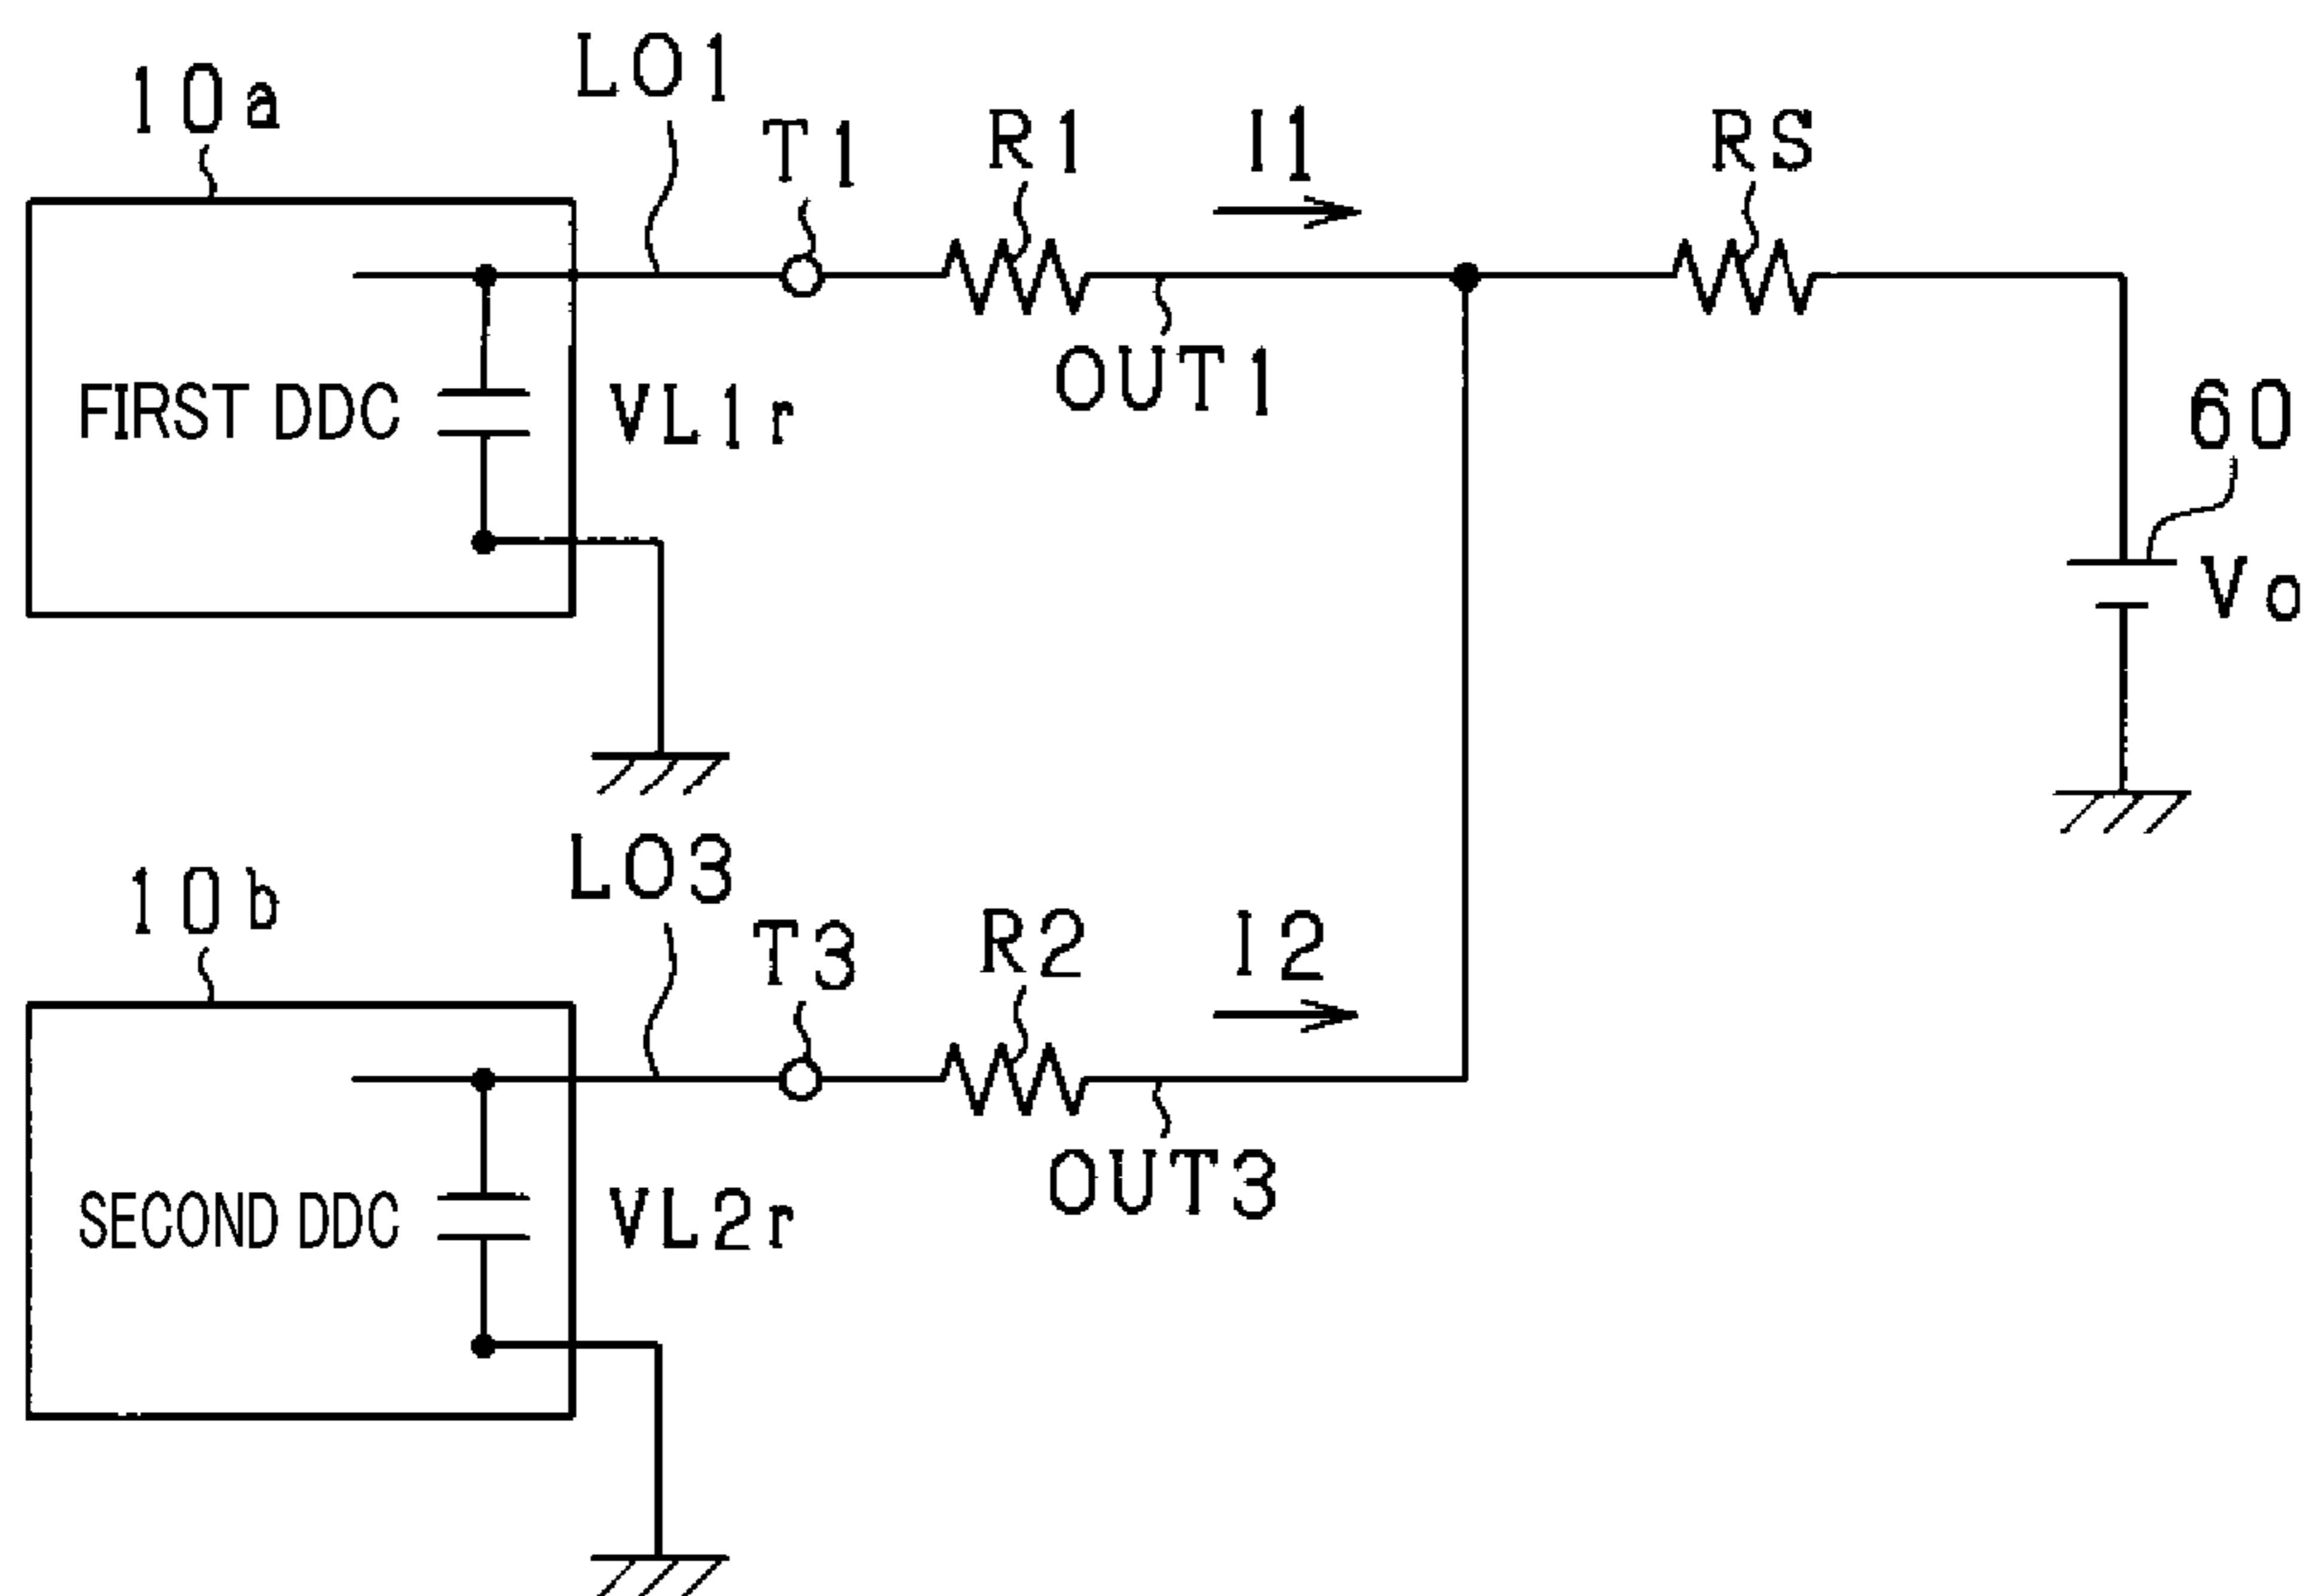 10a
LO1
T1
R1
I1
RS
FIRST DDC
VL1r
OUT1
60
Vo
10b
LO3
T3
R2
I2
SECOND DDC
VL2r
OUT3